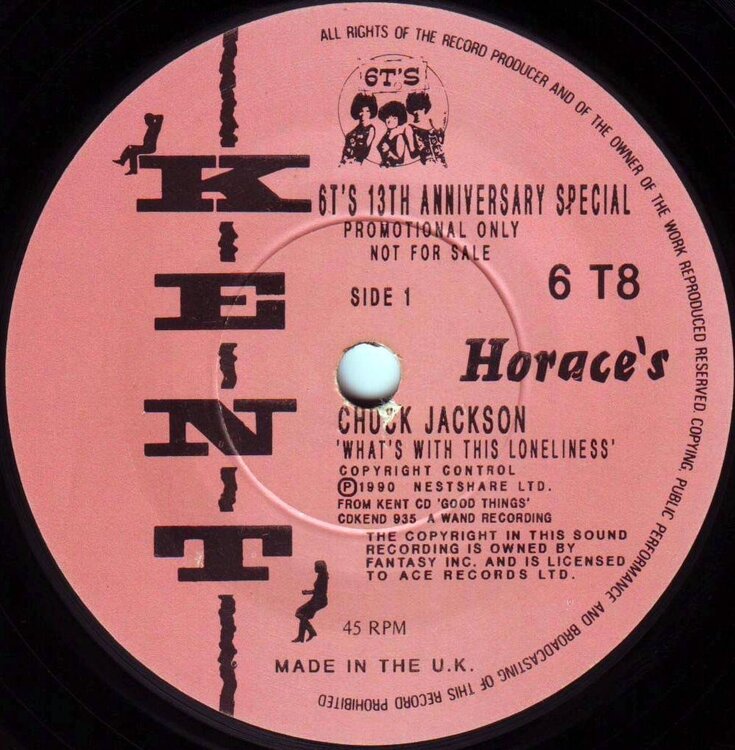 ALL RIGHTS OF THE RECORD PRODUCER AND OF THE OWNER OF THE WORK REPRODUCED RESERVED. COPYING, PUBLIC PERFORMANCE AND BROADCASTING OF THIS RECORD PROHIBITED
6T'S
KENT
6T'S 13TH ANNIVERSARY SPECIAL
PROMOTIONAL ONLY
NOT FOR SALE
SIDE 1
6 T8
Horace's
CHUCK JACKSON
'WHAT'S WITH THIS LONELINESS'
COPYRIGHT CONTROL
℗1990 NESTSHARE LTD.
FROM KENT CD 'GOOD THINGS'
CDKEND 935 A WAND RECORDING
THE COPYRIGHT IN THIS SOUND
RECORDING IS OWNED BY
FANTASY INC. AND IS LICENSED
TO ACE RECORDS LTD.
45 RPM
MADE IN THE U.K.